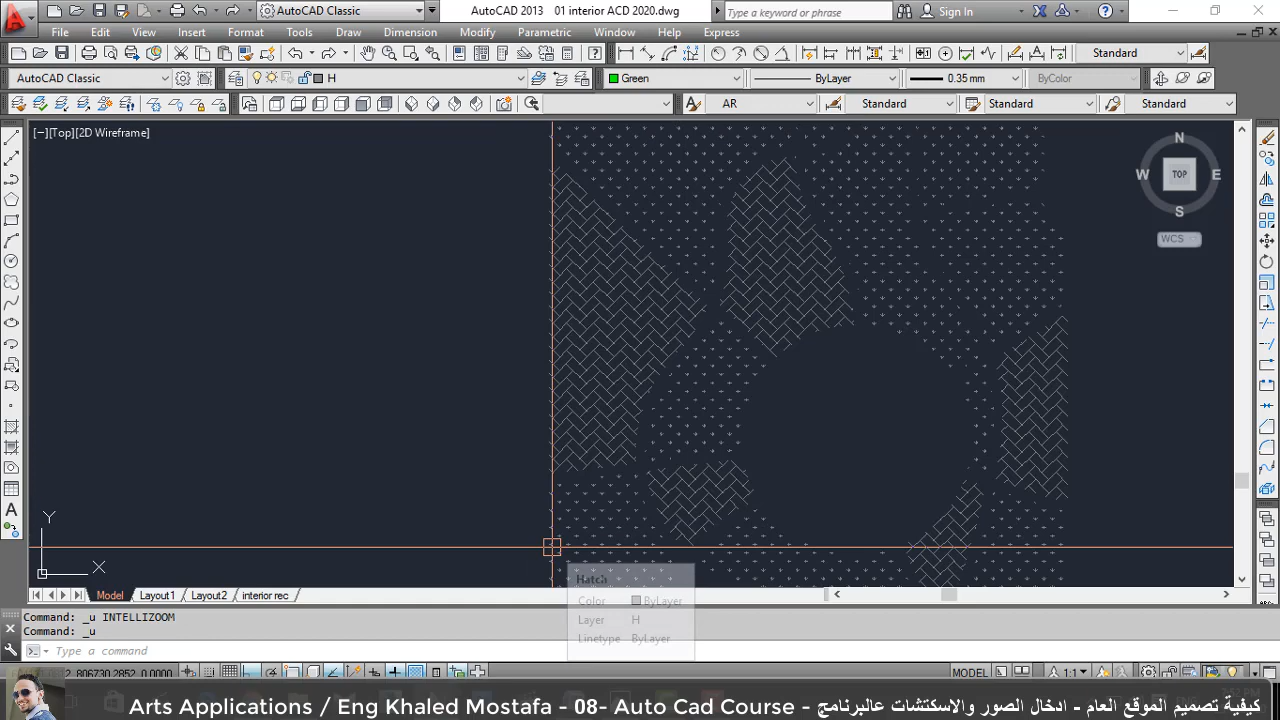 AutoCAD Classic
AutoCAD 2013 01 interior ACD 2020.dwg
Type a keyword or phrase
Sign In
File Edit View Insert Format Tools Draw Dimension Modify Parametric Window Help Express
Standard
AutoCAD Classic
H
Green
ByLayer
0.35 mm
ByColor
AR
Standard
Standard
Standard
[−][Top][2D Wireframe]
N
W TOP E
S
WCS
Y
X
Hatch
Color ByLayer
Layer H
Linetype ByLayer
Model Layout1 Layout2 interior rec
Command: _u INTELLIZOOM
Command: _u
Type a command
MODEL
1:1
Arts Applications / Eng Khaled Mostafa - 08- Auto Cad Course - كيفية تصميم الموقع العام - ادخال الصور والاسكتشات عالبرنامج